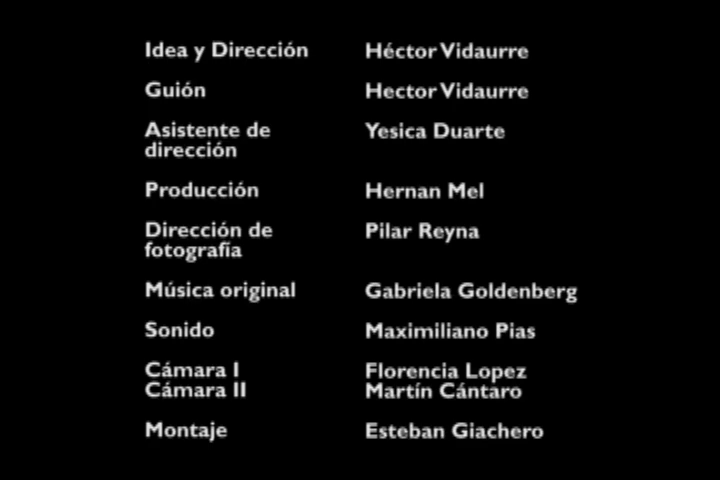 Idea y Dirección Héctor Vidaurre
Guión Hector Vidaurre
Asistente de Yesica Duarte
dirección
Producción Hernan Mel
Dirección de Pilar Reyna
fotografía
Música original Gabriela Goldenberg
Sonido Maximiliano Pias
Cámara I Florencia Lopez
Cámara II Martín Cántaro
Montaje Esteban Giachero